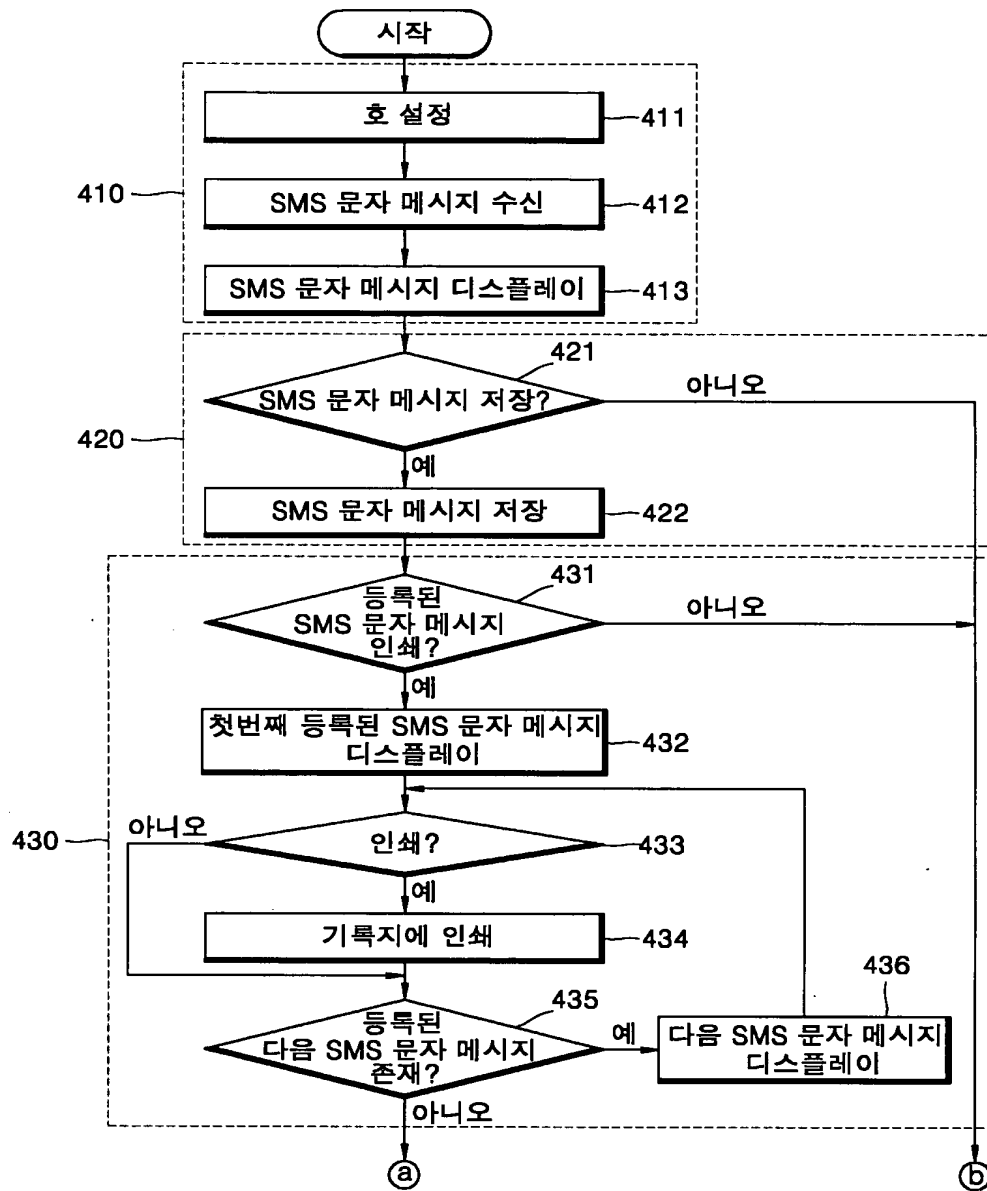 시작
호 설정
411
410
SMS 문자 메시지 수신
412
SMS 문자 메시지 디스플레이
413
421
SMS 문자 메시지 저장?
아니오
420
예
SMS 문자 메시지 저장
422
431
등록된
SMS 문자 메시지
인쇄?
아니오
예
첫번째 등록된 SMS 문자 메시지
디스플레이
432
430
아니오
인쇄?
433
예
기록지에 인쇄
434
435
436
등록된
다음 SMS 문자 메시지
존재?
예
다음 SMS 문자 메시지
디스플레이
아니오
ⓐ
ⓑ